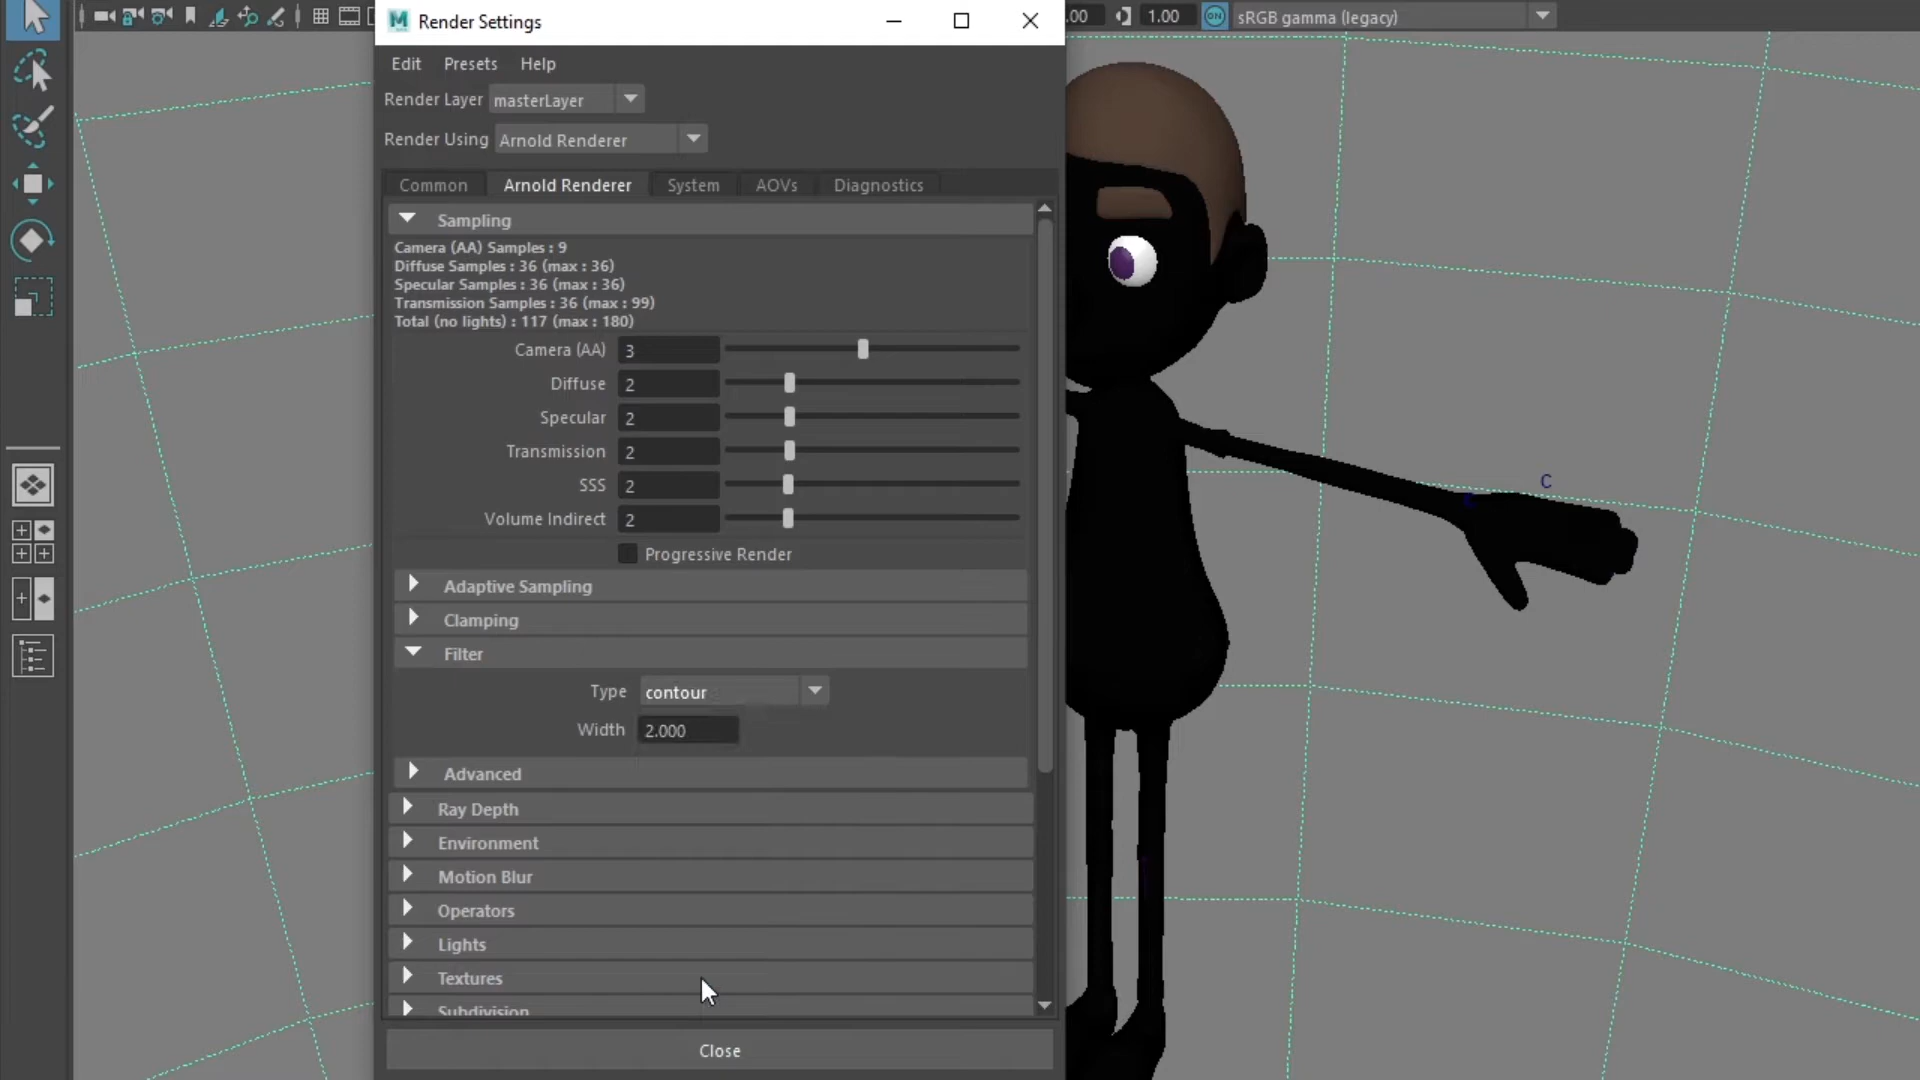 Render Settings
.00
1.00
ON
sRGB gamma (legacy)
Edit Presets Help
Render Layer masterLayer
Render Using Arnold Renderer
Common Arnold Renderer System AOVs Diagnostics
Sampling
Camera (AA) Samples : 9
Diffuse Samples : 36 (max : 36)
Specular Samples : 36 (max : 36)
Transmission Samples : 36 (max : 99)
Total (no lights) : 117 (max : 180)
Camera (AA) 3
Diffuse 2
Specular 2
Transmission 2
SSS 2
Volume Indirect 2
Progressive Render
Adaptive Sampling
Clamping
Filter
Type contour
Width 2.000
Advanced
Ray Depth
Environment
Motion Blur
Operators
Lights
Textures
Subdivision
Close
C